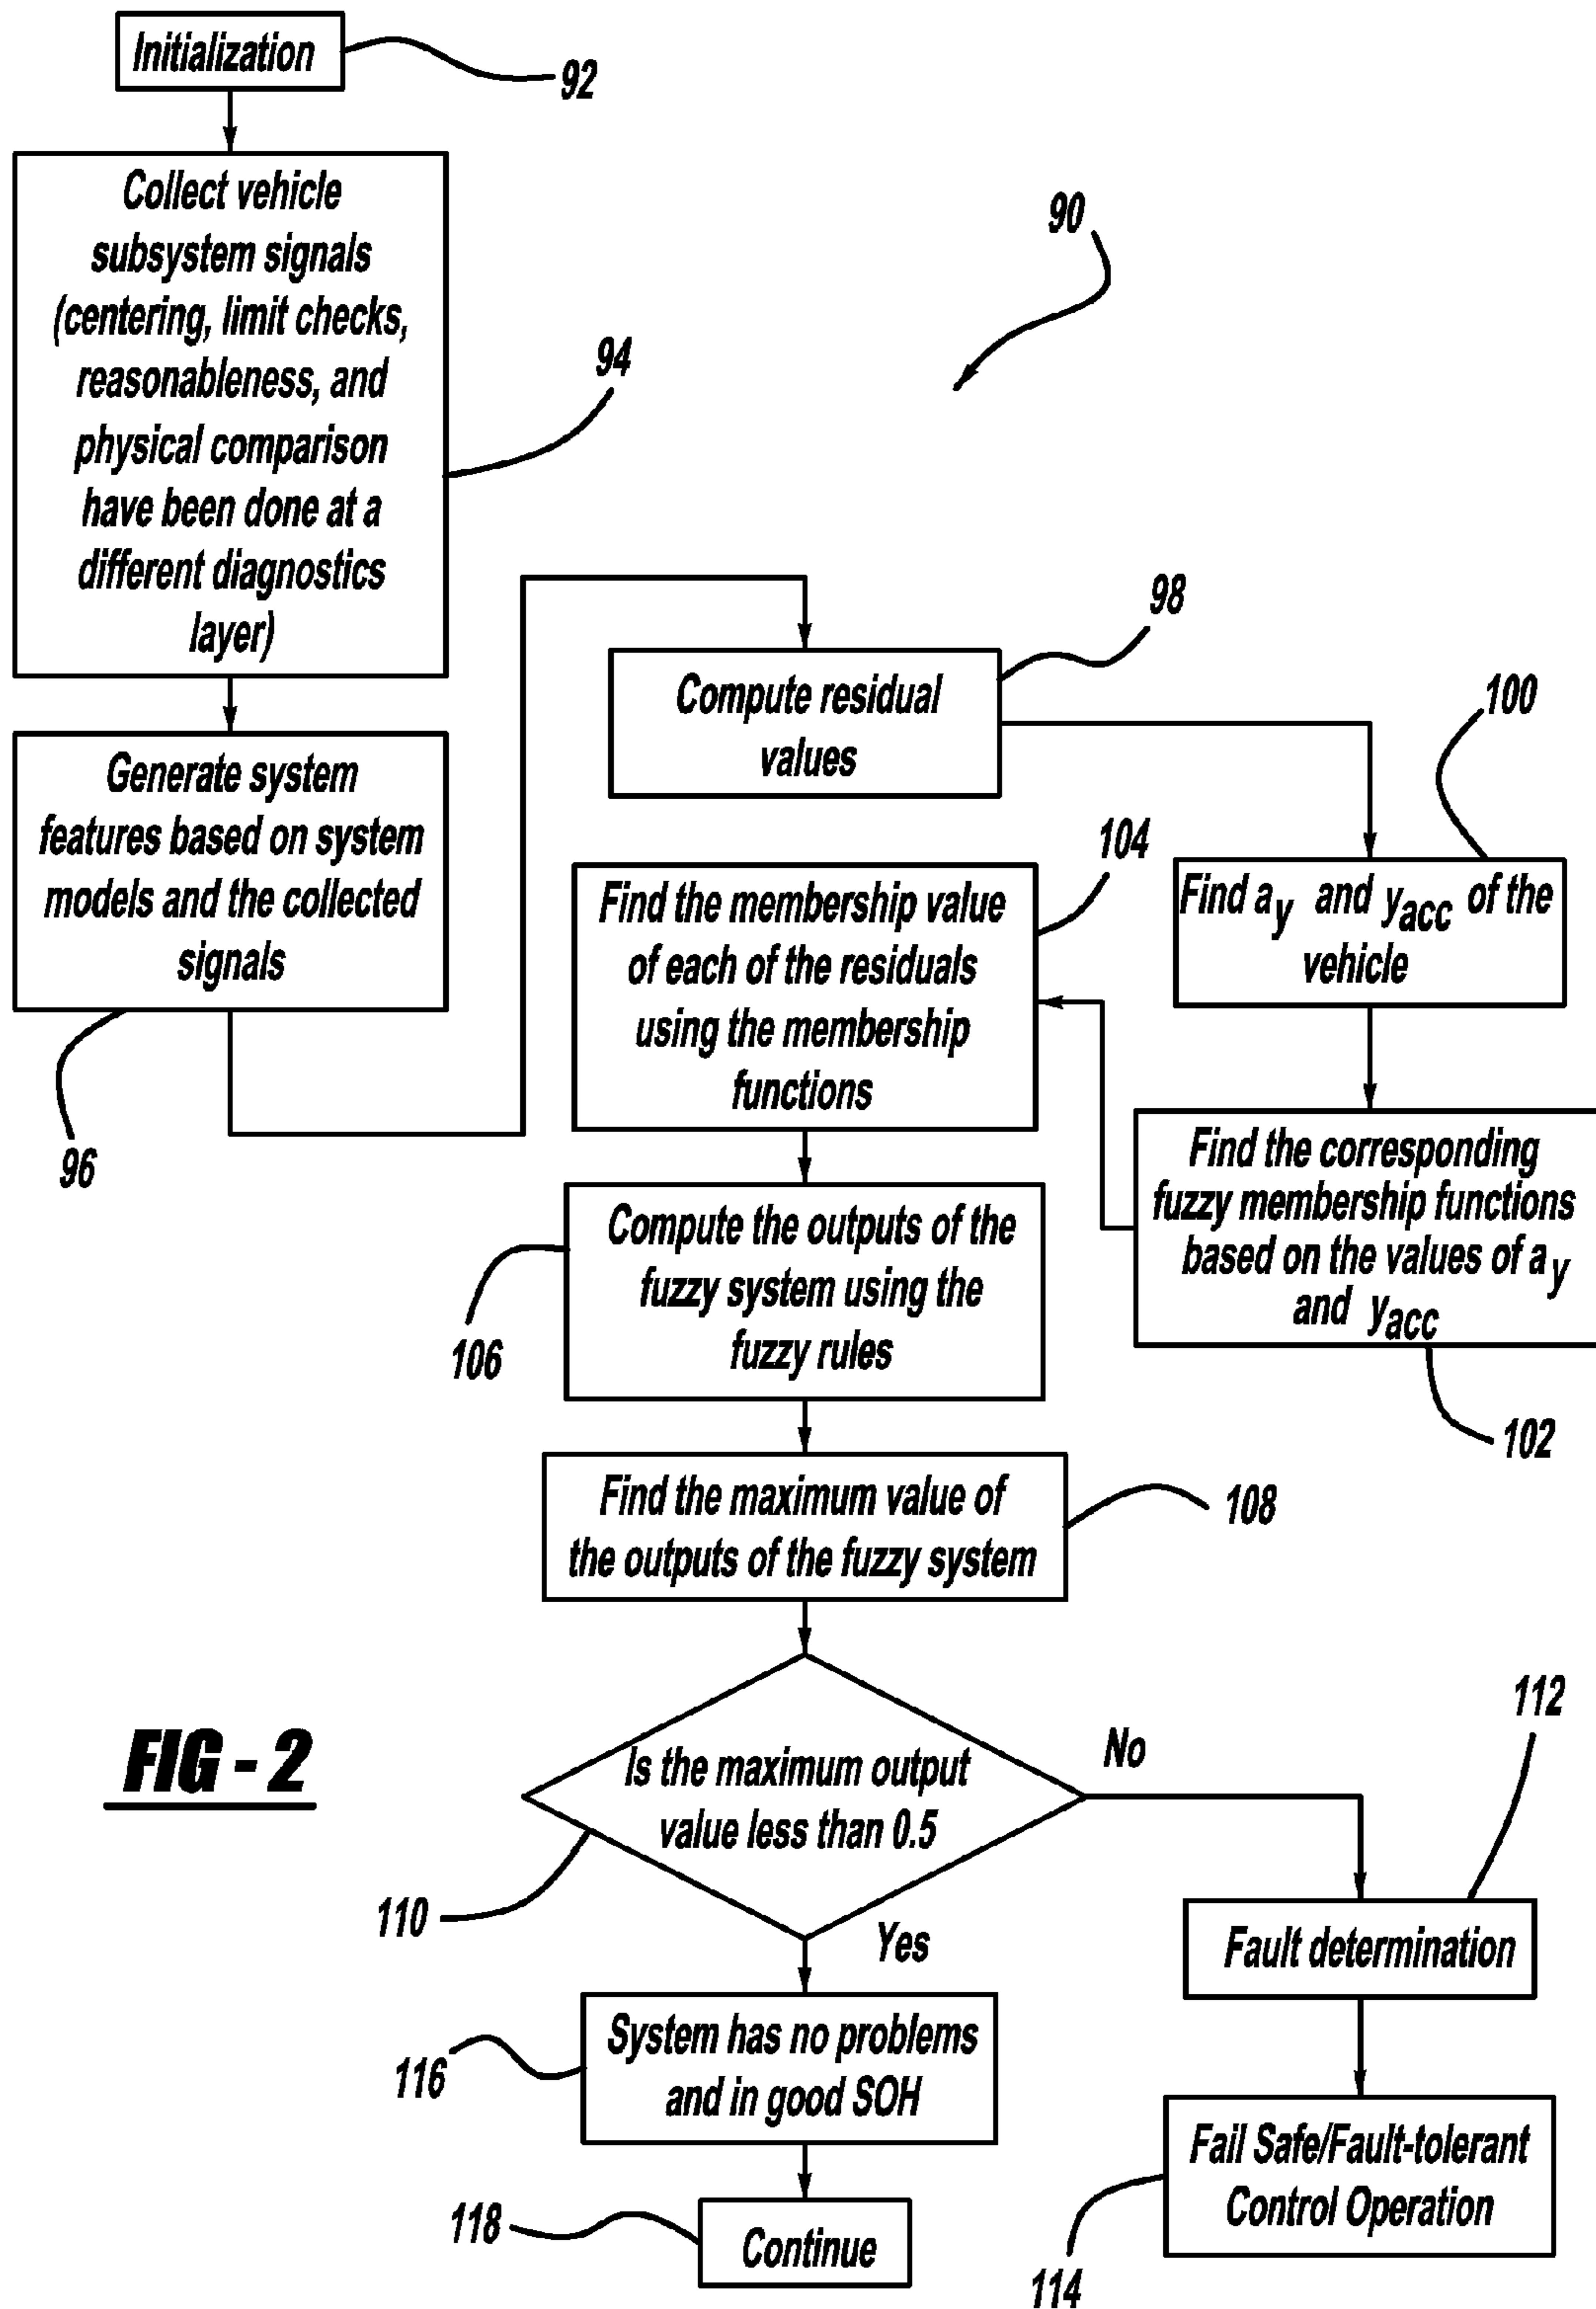 Initialization
92
Collect vehicle
subsystem signals
(centering, limit checks,
reasonableness, and
physical comparison
have been done at a
different diagnostics
layer)
94
90
Generate system
features based on system
models and the collected
signals
96
Compute residual
values
98
100
Find ay and yacc of the
vehicle
Find the corresponding
fuzzy membership functions
based on the values of ay
and yacc
102
104
Find the membership value
of each of the residuals
using the membership
functions
Compute the outputs of the
fuzzy system using the
fuzzy rules
106
Find the maximum value of
the outputs of the fuzzy system
108
Is the maximum output
value less than 0.5
110
No
Yes
112
Fault determination
Fail Safe/Fault-tolerant
Control Operation
114
System has no problems
and in good SOH
116
Continue
118
FIG - 2